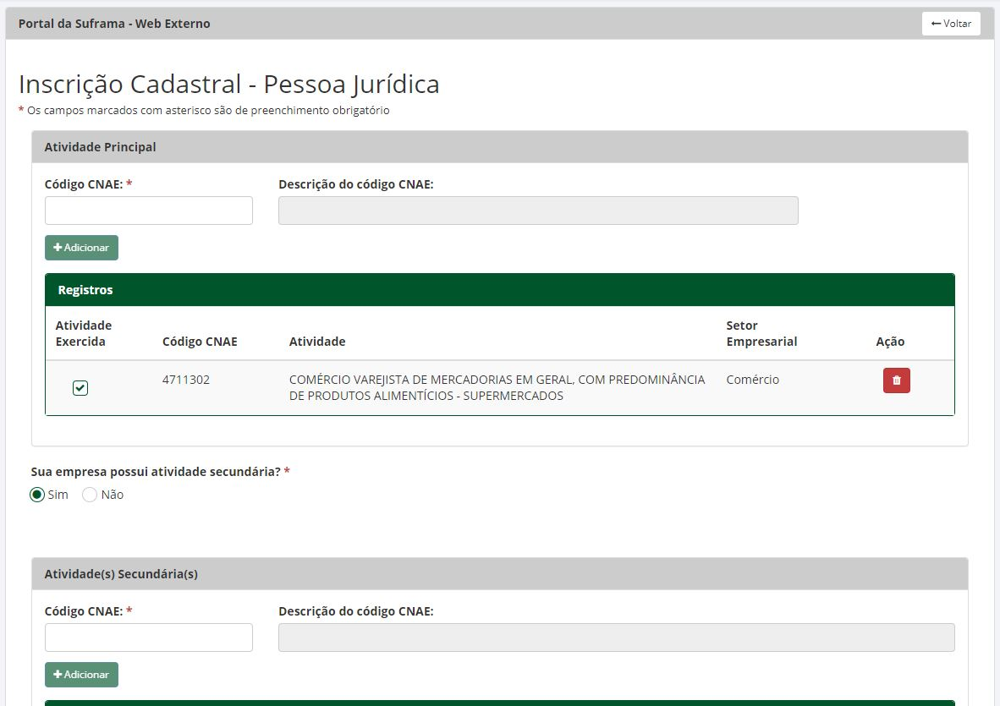 Portal da Suframa - Web Externo
Voltar
Inscrição Cadastral - Pessoa Jurídica
* Os campos marcados com asterisco são de preenchimento obrigatório
Atividade Principal
Código CNAE: * Descrição do código CNAE:
+ Adicionar
Registros
Atividade Exercida Código CNAE Atividade Setor Empresarial Ação
4711302 COMÉRCIO VAREJISTA DE MERCADORIAS EM GERAL, COM PREDOMINÂNCIA Comércio
DE PRODUTOS ALIMENTÍCIOS - SUPERMERCADOS
Sua empresa possui atividade secundária? *
Sim Não
Atividade(s) Secundária(s)
Código CNAE: * Descrição do código CNAE:
+ Adicionar